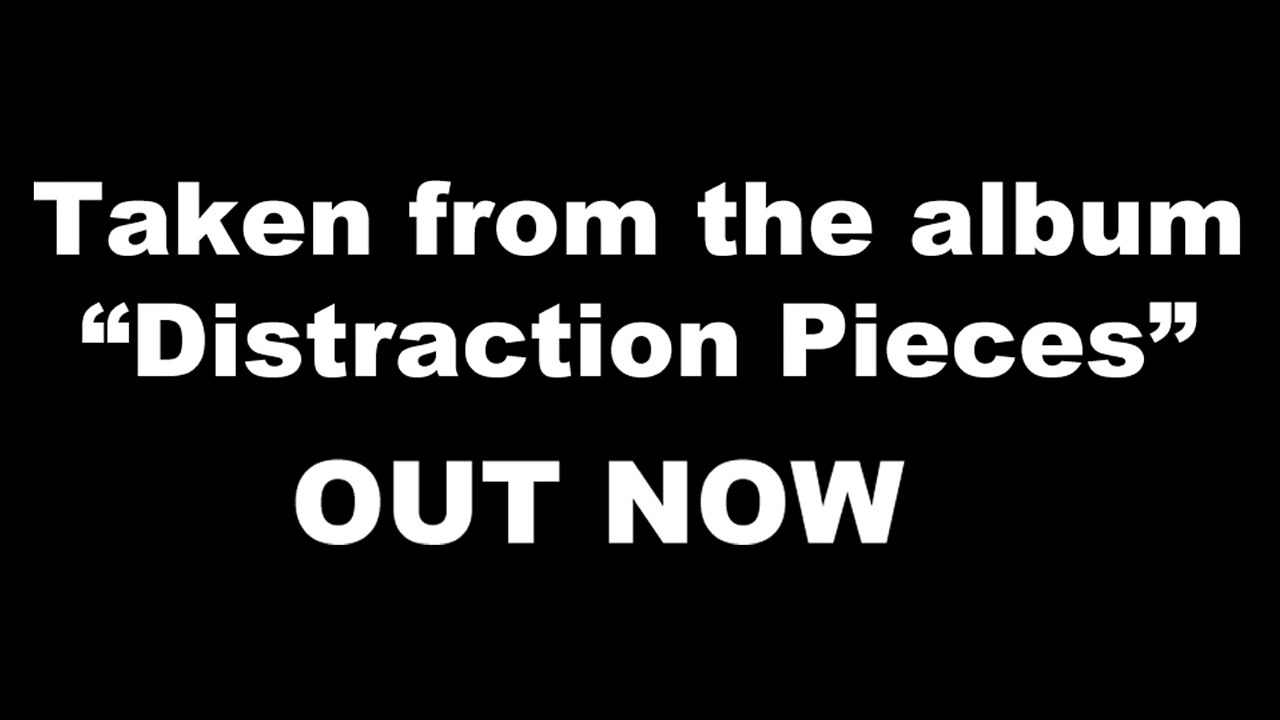 Taken from the album
“Distraction Pieces”
OUT NOW